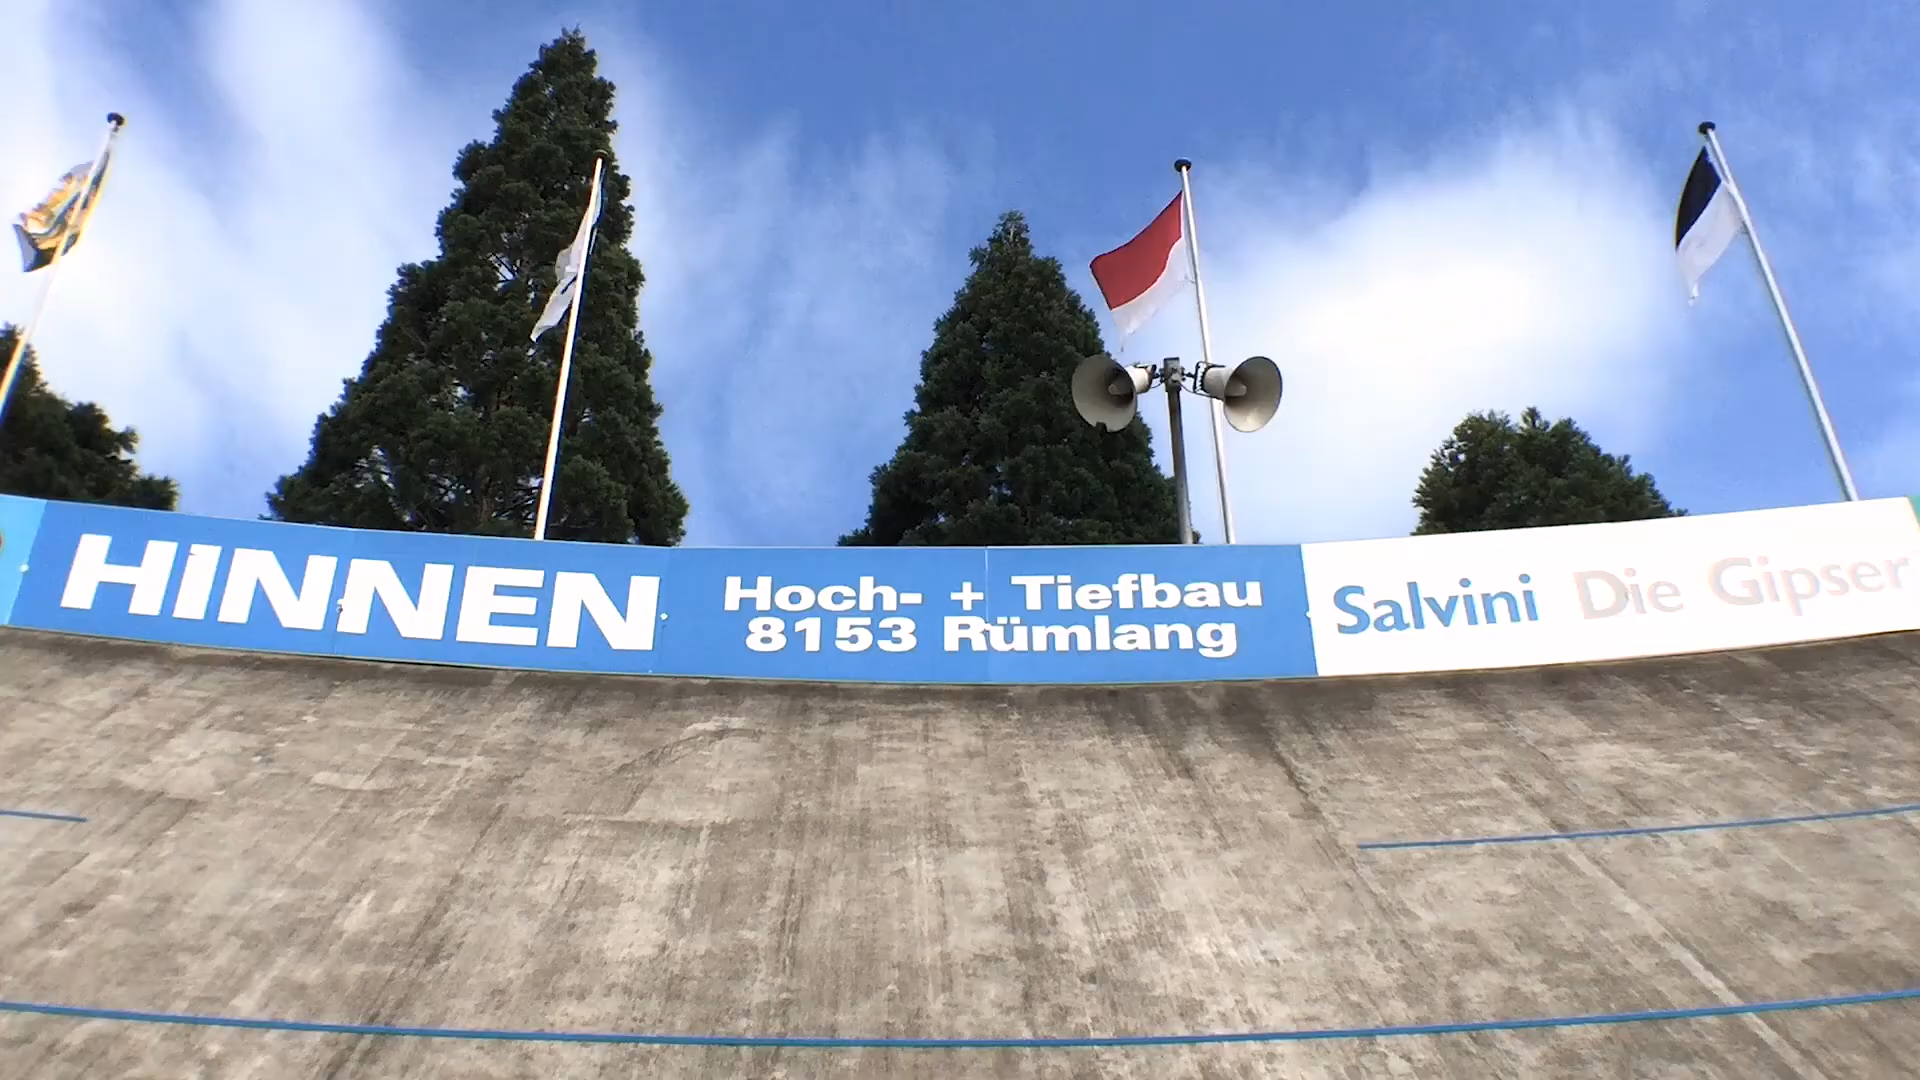 HINNEN
Hoch- + Tiefbau
8153 Rümlang
Salvini Die Gipser